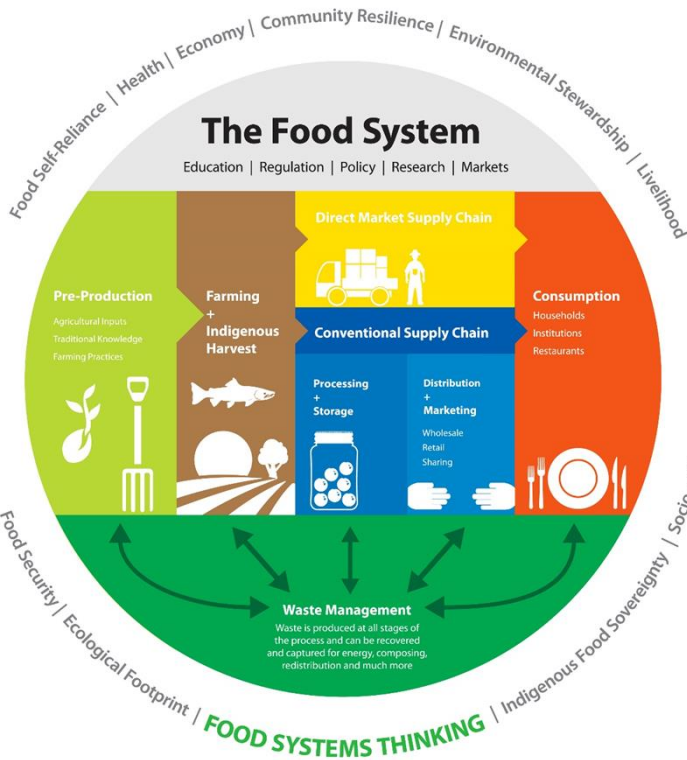 Food Self-Reliance | Health | Economy | Community Resilience | Environmental Stewardship | Livelihood
The Food System
Education | Regulation | Policy | Research | Markets
Direct Market Supply Chain
Pre-Production
Agricultural Inputs
Traditional Knowledge
Farming Practices
Farming
+
Indigenous
Harvest
Conventional Supply Chain
Processing
+
Storage
Distribution
+
Marketing
Wholesale
Retail
Sharing
Consumption
Households
Institutions
Restaurants
Waste Management
Waste is produced at all stages of
the process and can be recovered
and captured for energy, composing,
redistribution and much more
Food Security | Ecological Footprint | FOOD SYSTEMS THINKING | Indigenous Food Sovereignty |